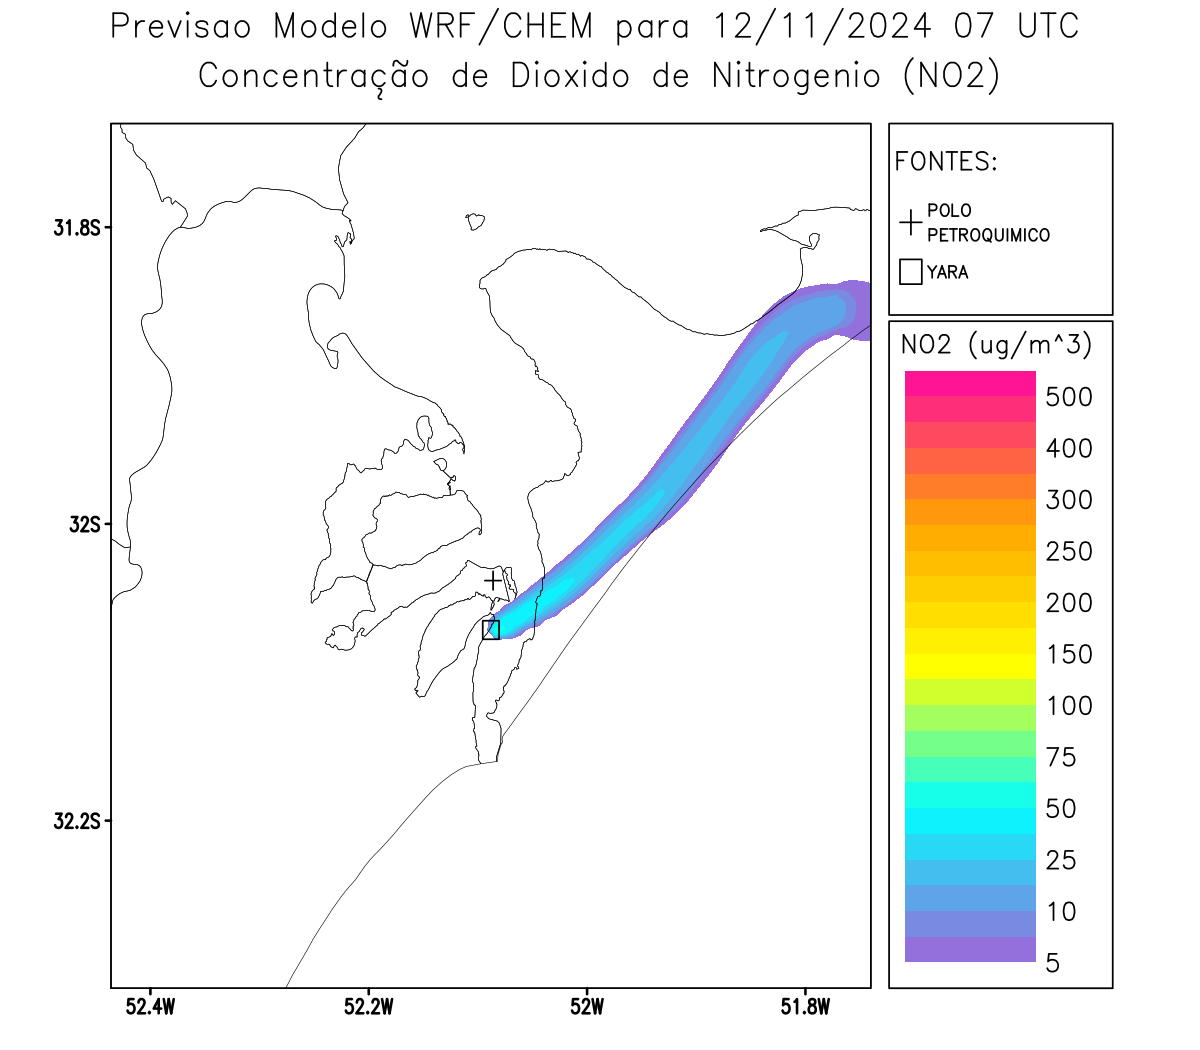 Previsao Modelo WRF/CHEM para 12/11/2024 07 UTC
Concentração de Dioxido de Nitrogenio (NO2)
FONTES:
POLO
PETROQUIMICO
YARA
NO2 (ug/m^3)
500
400
300
250
200
150
100
75
50
25
10
5
31.8S
32S
32.2S
52.4W
52.2W
52W
51.8W